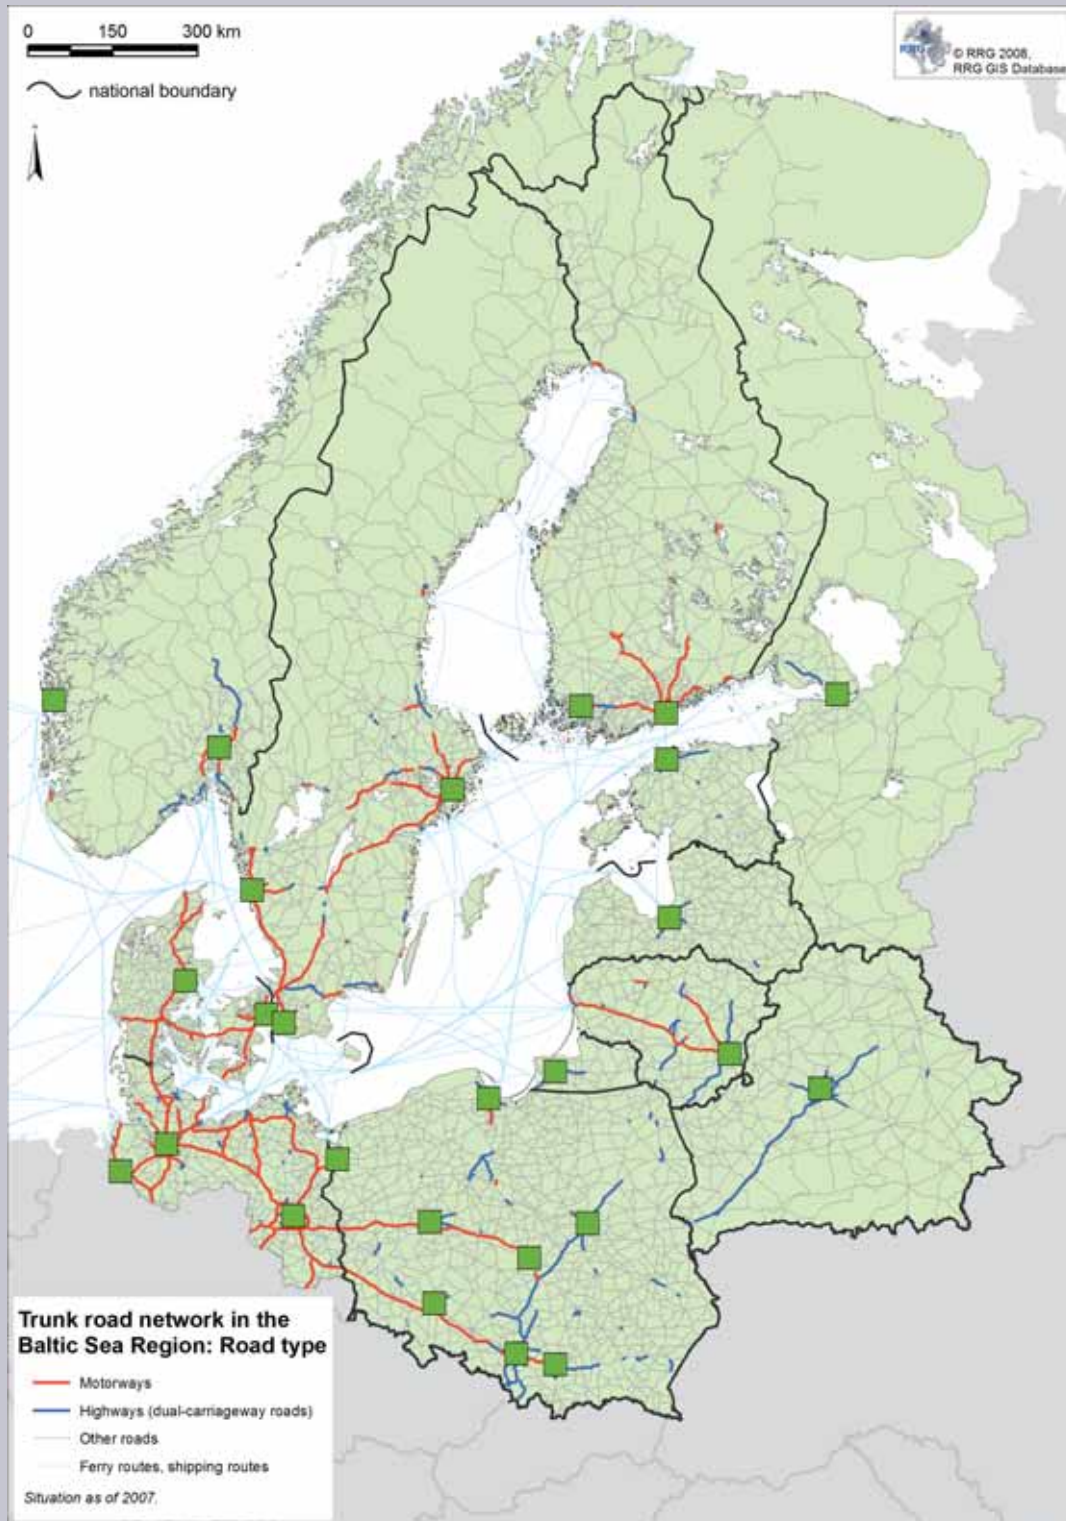 0 150 300 km
national boundary
RRG
© RRG 2008,
RRG GIS Database
Trunk road network in the
Baltic Sea Region: Road type
Motorways
Highways (dual-carriageway roads)
Other roads
Ferry routes, shipping routes
Situation as of 2007.